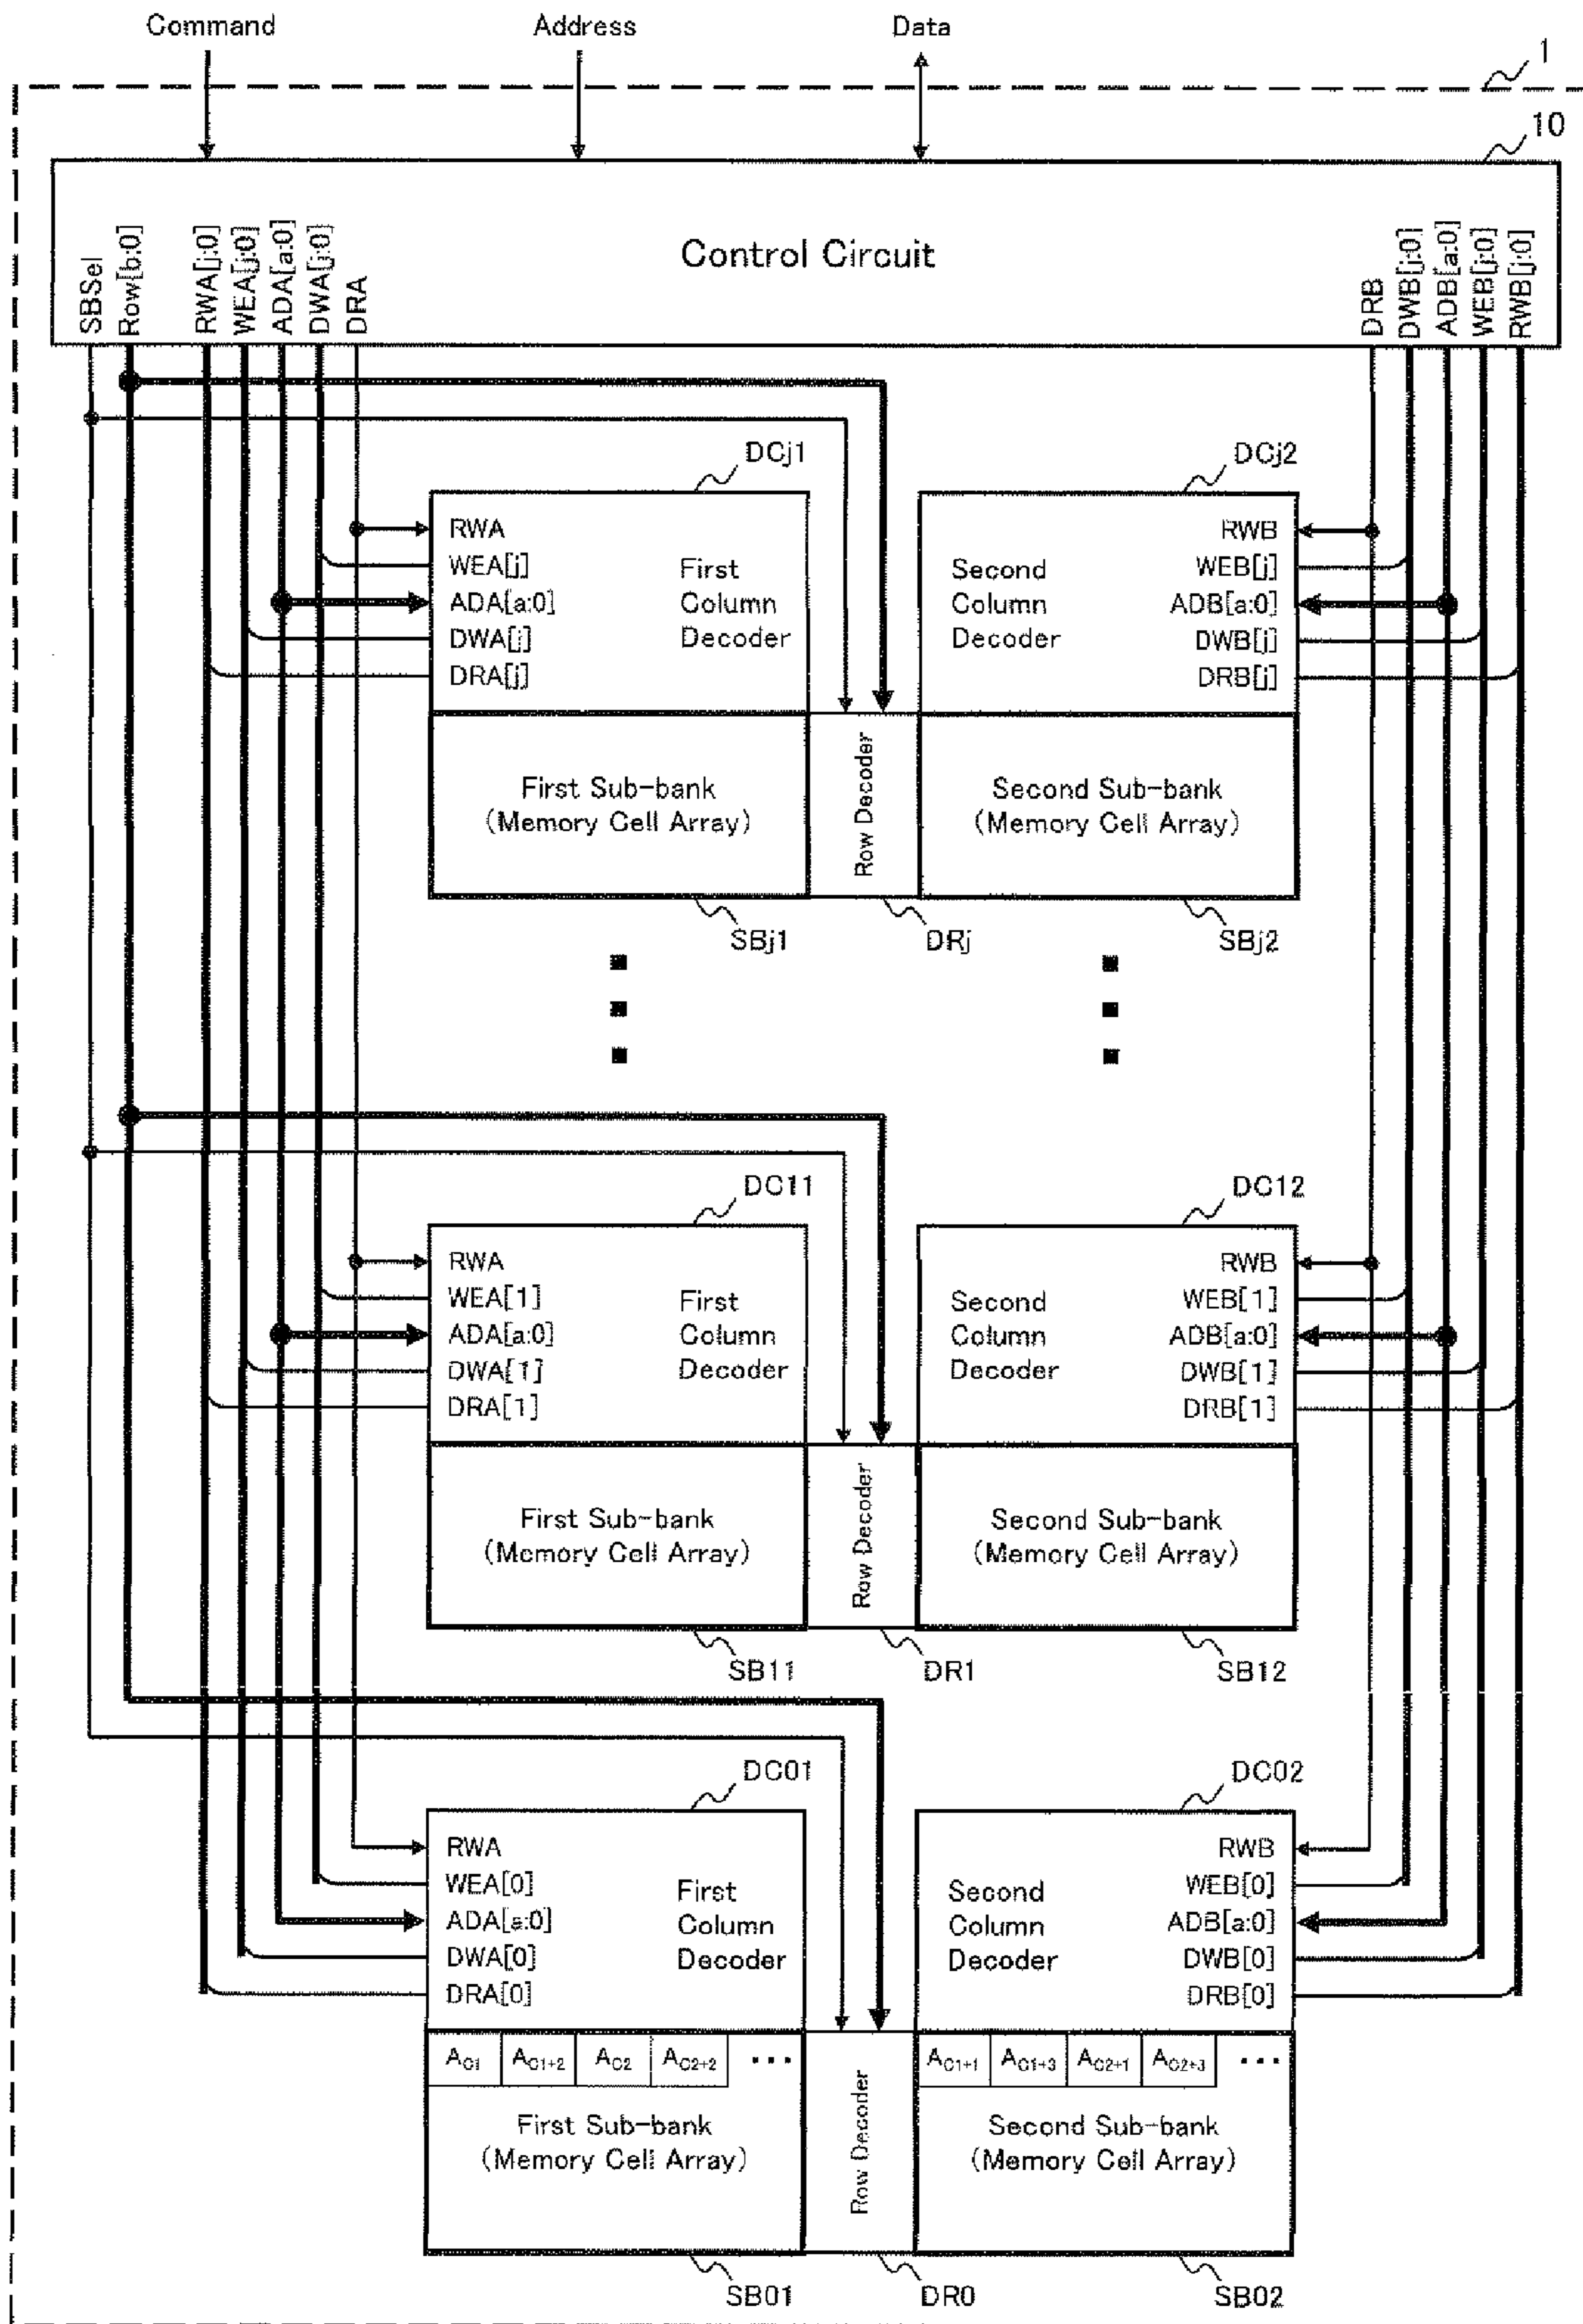 Command Address Data
1
10
SBSel
Row[b:0]
RWA[j:0]
WEA[j:0]
ADA[a:0]
DWA[j:0]
DRA
Control Circuit
DRB
DWB[j:0]
ADB[a:0]
WEB[j:0]
RWB[j:0]
DCj1
RWA
WEA[j]
ADA[a:0]
DWA[j]
DRA[j]
First
Column
Decoder
DCj2
Second
Column
Decoder
RWB
WEB[j]
ADB[a:0]
DWB[j]
DRB[j]
First Sub-bank
(Memory Cell Array)
Row Decoder
Second Sub-bank
(Memory Cell Array)
SBj1
DRj
SBj2
DC11
RWA
WEA[1]
ADA[a:0]
DWA[1]
DRA[1]
First
Column
Decoder
DC12
Second
Column
Decoder
RWB
WEB[1]
ADB[a:0]
DWB[1]
DRB[1]
First Sub-bank
(Memory Cell Array)
Row Decoder
Second Sub-bank
(Memory Cell Array)
SB11
DR1
SB12
DC01
RWA
WEA[0]
ADA[a:0]
DWA[0]
DRA[0]
First
Column
Decoder
DC02
Second
Column
Decoder
RWB
WEB[0]
ADB[a:0]
DWB[0]
DRB[0]
AC1 AC1+2 AC2 AC2+2 ...
First Sub-bank
(Memory Cell Array)
Row Decoder
AC1+1 AC1+3 AC2+1 AC2+3 ...
Second Sub-bank
(Memory Cell Array)
SB01
DR0
SB02